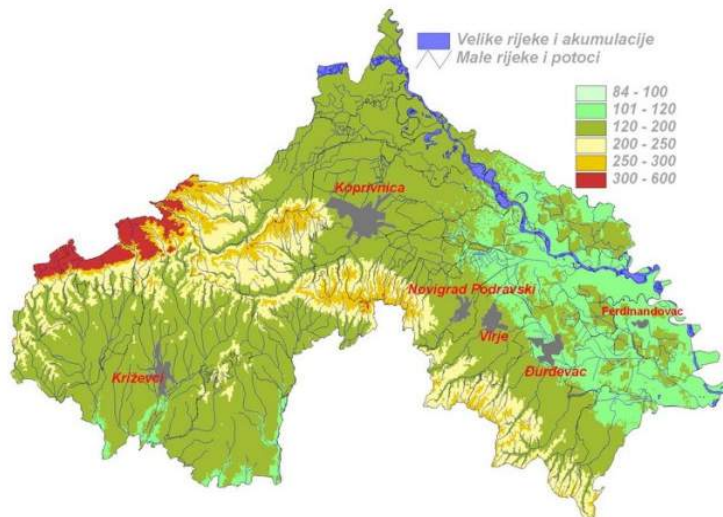 Velike rijeke i akumulacije
Male rijeke i potoci
84 - 100
101 - 120
120 - 200
200 - 250
250 - 300
300 - 600
Koprivnica
Novigrad Podravski
Ferdinandovac
Virje
Đurđevac
Križevci